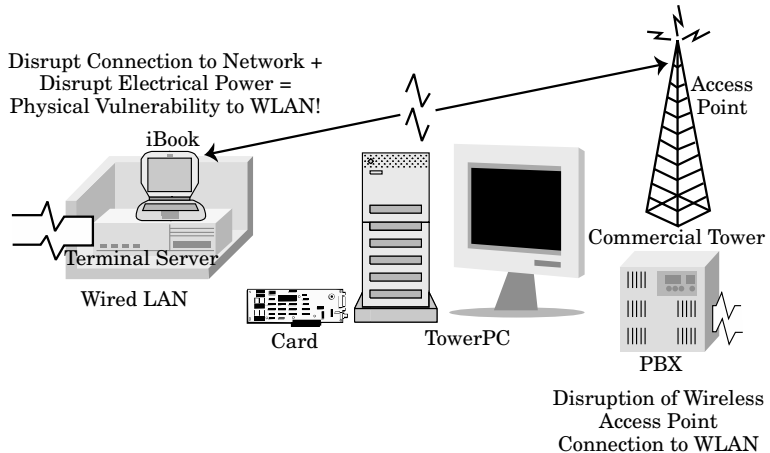 Disrupt Connection to Network +
Disrupt Electrical Power =
Physical Vulnerability to WLAN!
Access
Point
iBook
Terminal Server
Commercial Tower
Wired LAN
Card
TowerPC
PBX
Disruption of Wireless
Access Point
Connection to WLAN